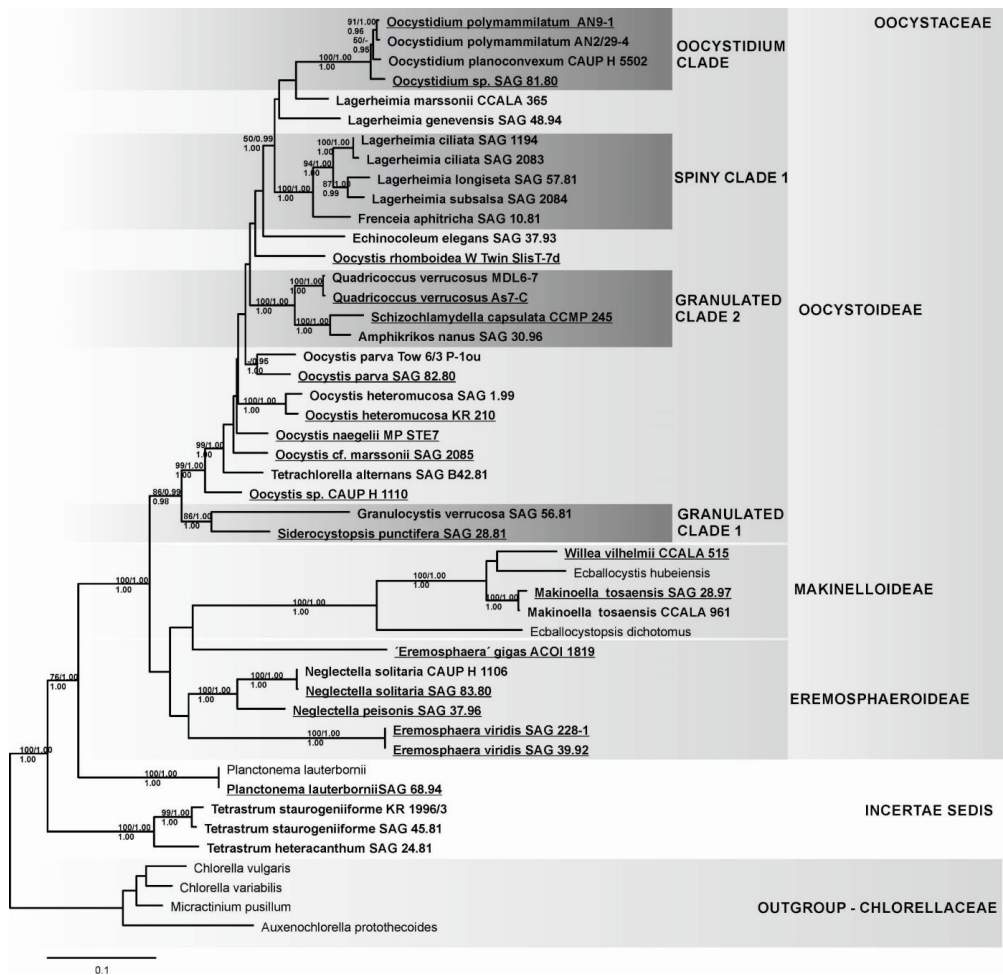 OOCYSTACEAE
91/1.00
0.96
Oocystidium polymammilatum AN9-1
50/-
0.95
Oocystidium polymammilatum AN2/29-4
100/1.00
1.00
Oocystidium planoconvexum CAUP H 5502
Oocystidium sp. SAG 81.80
OOCYSTIDIUM
CLADE
Lagerheimia marssonii CCALA 365
Lagerheimia genevensis SAG 48.94
50/0.99
1.00
Lagerheimia ciliata SAG 1194
100/1.00
1.00
Lagerheimia ciliata SAG 2083
94/1.00
1.00
Lagerheimia longiseta SAG 57.81
87/1.00
0.99
Lagerheimia subsalsa SAG 2084
100/1.00
1.00
Frenceia aphitricha SAG 10.81
SPINY CLADE 1
Echinocoleum elegans SAG 37.93
Oocystis rhomboidea W Twin SlisT-7d
Quadricoccus verrucosus MDL6-7
100/1.00
1.00
Quadricoccus verrucosus As7-C
100/1.00
1.00
Schizochlamydella capsulata CCMP 245
100/1.00
1.00
Amphikrikos nanus SAG 30.96
GRANULATED
CLADE 2
OOCYSTOIDEAE
Oocystis parva Tow 6/3 P-1ou
-/0.95
1.00
Oocystis parva SAG 82.80
Oocystis heteromucosa SAG 1.99
100/1.00
1.00
Oocystis heteromucosa KR 210
Oocystis naegelii MP STE7
99/1.00
1.00
Oocystis cf. marssonii SAG 2085
99/1.00
1.00
Tetrachlorella alternans SAG B42.81
86/0.99
0.98
Oocystis sp. CAUP H 1110
Granulocystis verrucosa SAG 56.81
86/1.00
1.00
Siderocystopsis punctifera SAG 28.81
GRANULATED
CLADE 1
Willea vilhelmii CCALA 515
100/1.00
1.00
Ecballocystis hubeiensis
100/1.00
1.00
Makinoella tosaensis SAG 28.97
100/1.00
1.00
Makinoella tosaensis CCALA 961
100/1.00
1.00
Ecballocystopsis dichotomus
MAKINELLOIDEAE
´Eremosphaera´ gigas ACOI 1819
Neglectella solitaria CAUP H 1106
100/1.00
1.00
Neglectella solitaria SAG 83.80
100/1.00
1.00
Neglectella peisonis SAG 37.96
76/1.00
1.00
Eremosphaera viridis SAG 228-1
100/1.00
1.00
Eremosphaera viridis SAG 39.92
EREMOSPHAEROIDEAE
100/1.00
1.00
Planctonema lauterbornii
100/1.00
1.00
Planctonema lauterborniiSAG 68.94
Tetrastrum staurogeniiforme KR 1996/3
99/1.00
1.00
Tetrastrum staurogeniiforme SAG 45.81
100/1.00
1.00
Tetrastrum heteracanthum SAG 24.81
INCERTAE SEDIS
Chlorella vulgaris
Chlorella variabilis
Micractinium pusillum
Auxenochlorella protothecoides
OUTGROUP - CHLORELLACEAE
0.1